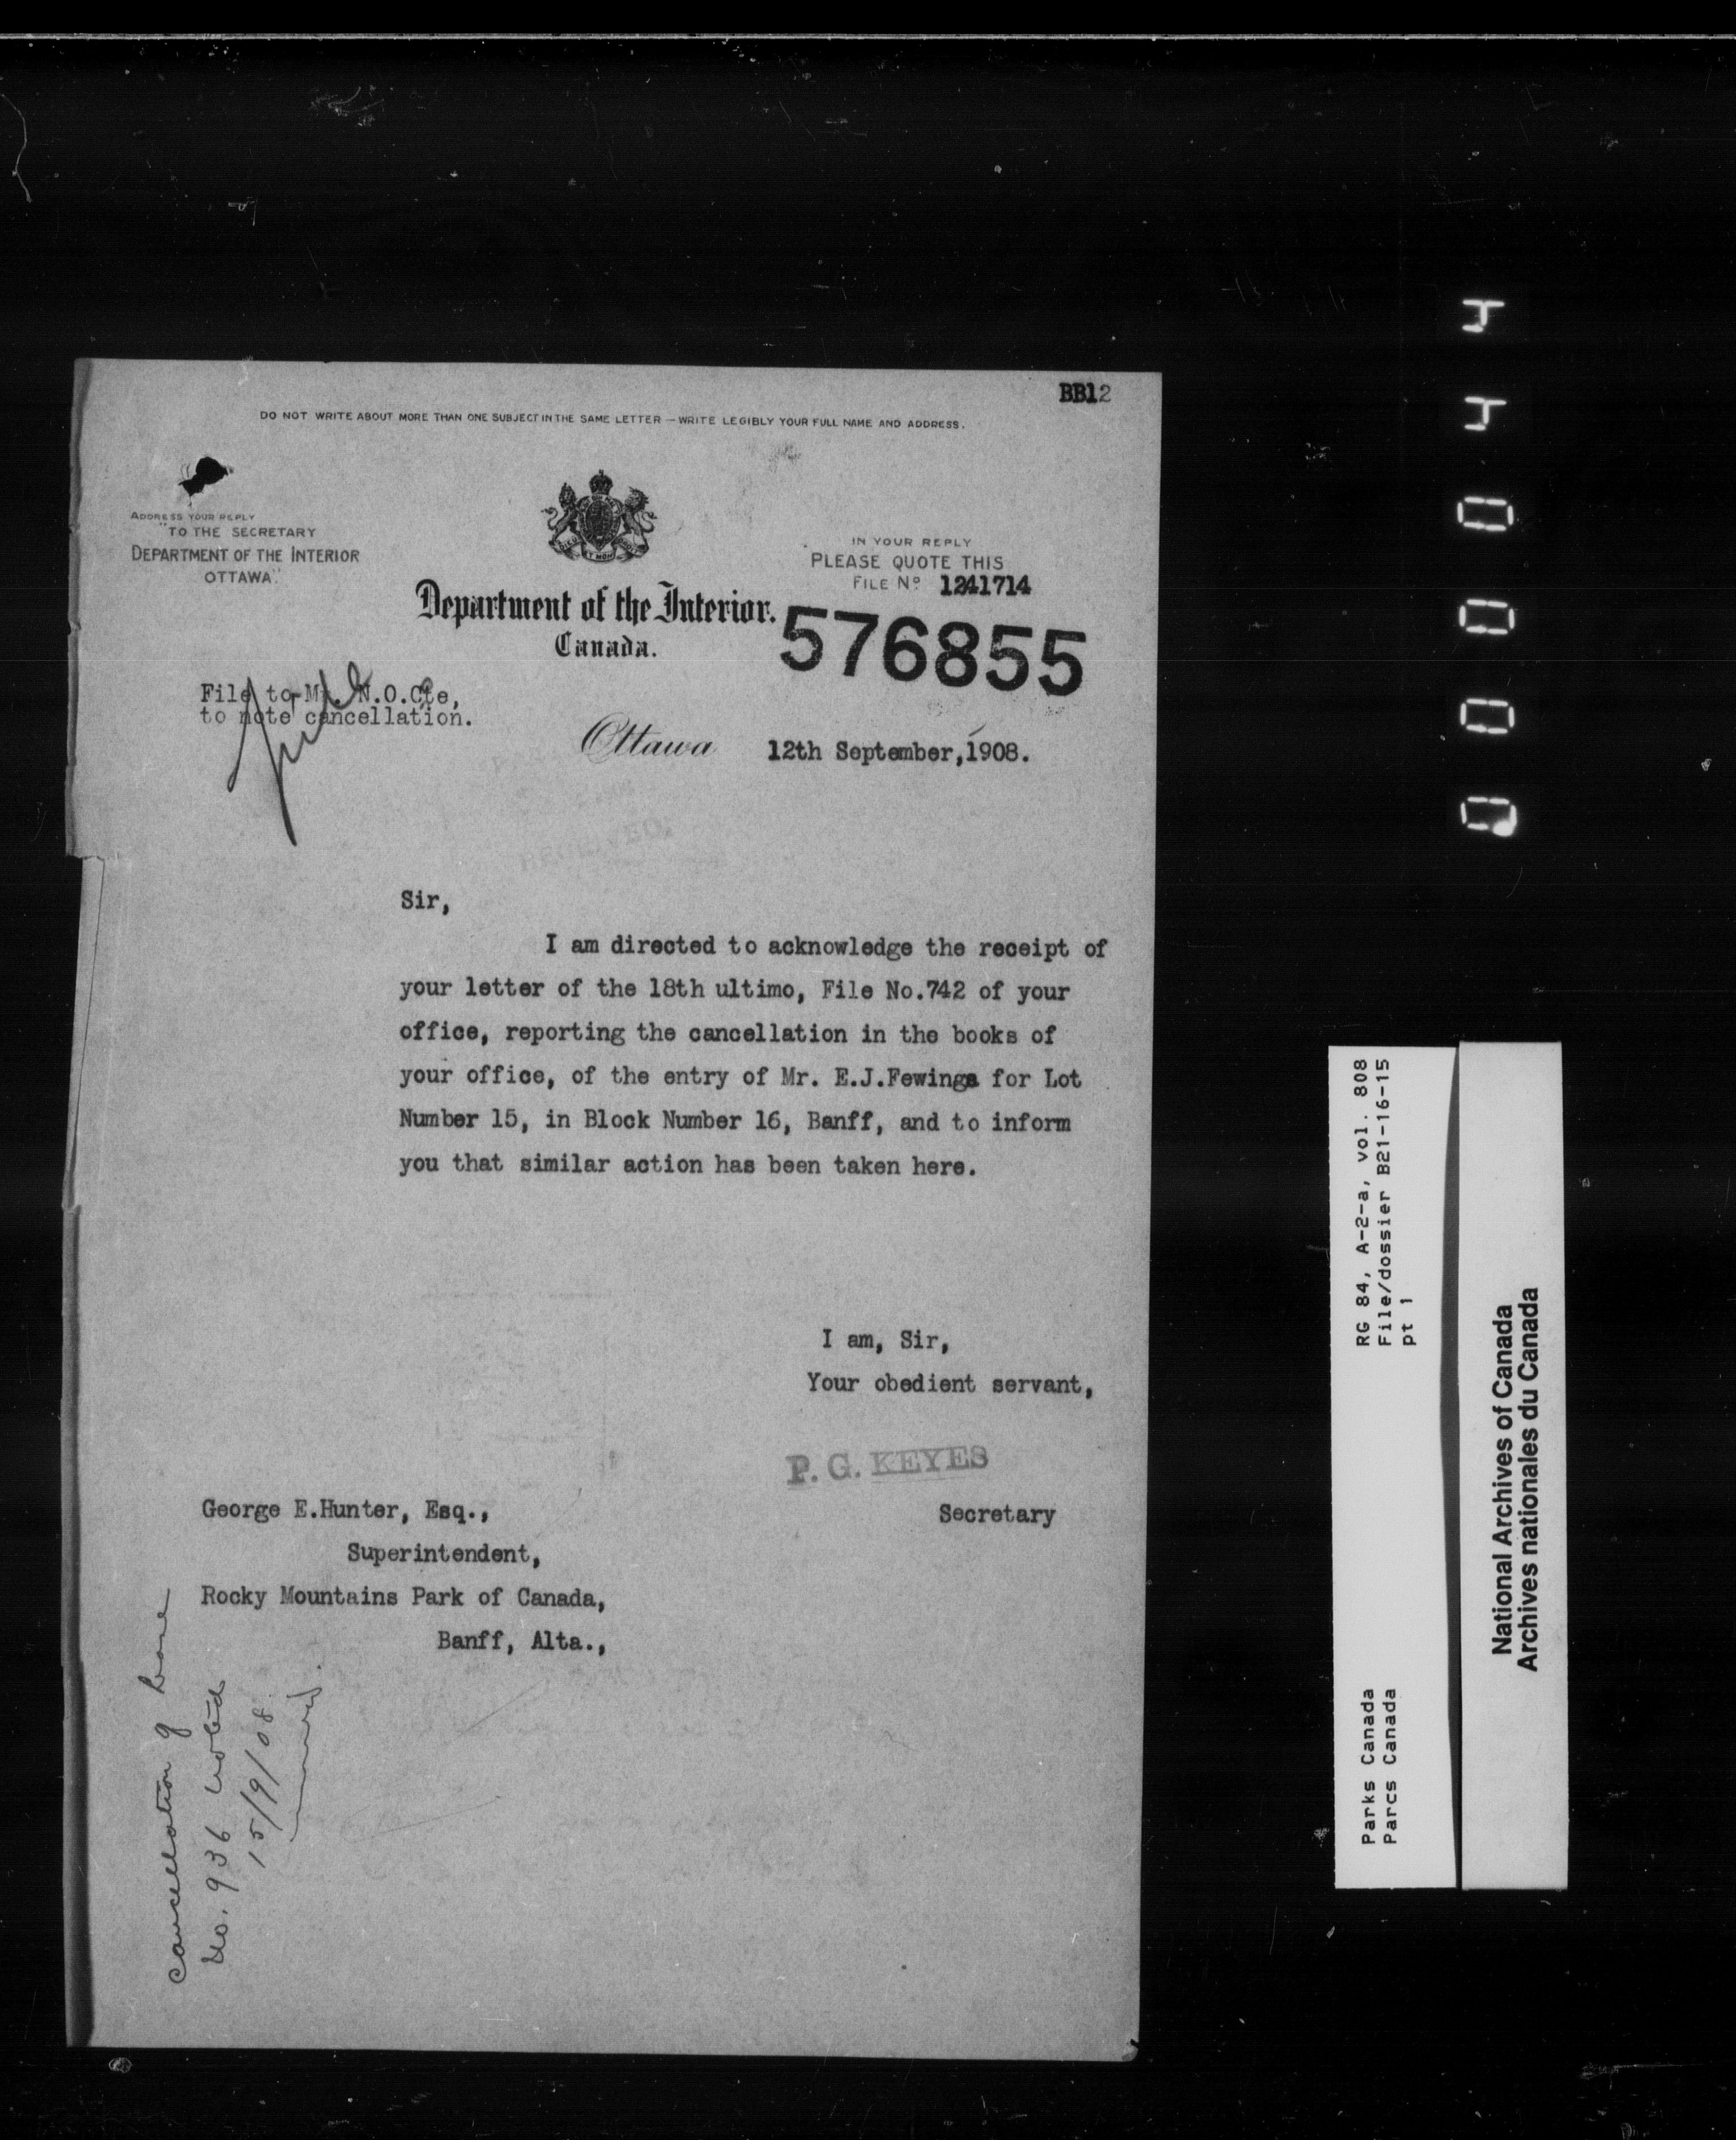 BB12
DO NOT WRITE ABOUT MORE THAN ONE SUBJECT IN THE SAME LETTER — WRITE LEGIBLY YOUR FULL NAME AND ADDRESS.
ADDRESS YOUR REPLY
"TO THE SECRETARY
DEPARTMENT OF THE INTERIOR
OTTAWA."
IN YOUR REPLY
PLEASE QUOTE THIS
FILE No. 1241714
Department of the Interior.
Canada.
576855
File to Mr. N.O.Cte,
to note cancellation.
Ottawa 12th September,1908.
RECEIVED
Sir,
I am directed to acknowledge the receipt of
your letter of the 18th ultimo, File No.742 of your
office, reporting the cancellation in the books of
your office, of the entry of Mr. E.J.Fewings for Lot
Number 15, in Block Number 16, Banff, and to inform
you that similar action has been taken here.
I am, Sir,
Your obedient servant,
P. G. KEYES
Secretary
George E.Hunter, Esq.,
Superintendent,
Rocky Mountains Park of Canada,
Banff, Alta.,
cancellation of
No. 936 noted
15/9/08
RG 84, A-2-a, vol. 808
File/dossier B21-16-15
pt 1
Parks Canada
Parcs Canada
National Archives of Canada
Archives nationales du Canada